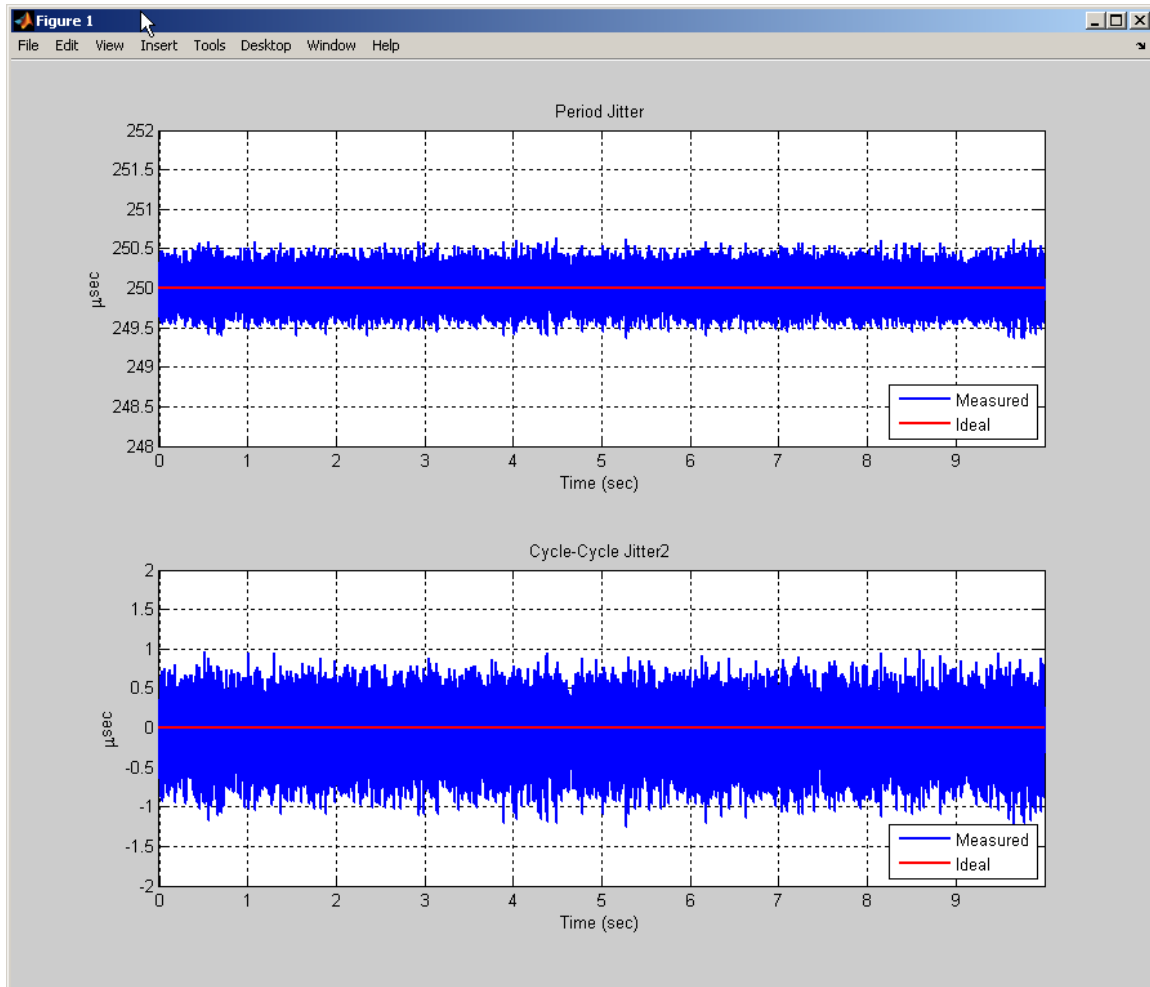 Figure 1
File Edit View Insert Tools Desktop Window Help
Period Jitter
252
251.5
251
250.5
250
249.5
249
248.5
248
µsec
0 1 2 3 4 5 6 7 8 9
Time (sec)
Measured
Ideal
Cycle-Cycle Jitter2
2
1.5
1
0.5
0
-0.5
-1
-1.5
-2
µsec
0 1 2 3 4 5 6 7 8 9
Time (sec)
Measured
Ideal